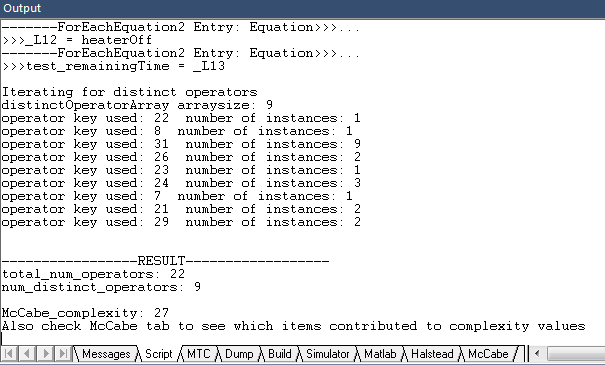 Output
-------ForEachEquation2 Entry: Equation>>>...
>>>_L12 = heaterOff
-------ForEachEquation2 Entry: Equation>>>...
>>>test_remainingTime = _L13
Iterating for distinct operators
distinctOperatorArray arraysize: 9
operator key used: 22  number of instances: 1
operator key used: 8  number of instances: 1
operator key used: 31  number of instances: 9
operator key used: 26  number of instances: 2
operator key used: 23  number of instances: 1
operator key used: 24  number of instances: 3
operator key used: 7  number of instances: 1
operator key used: 21  number of instances: 2
operator key used: 29  number of instances: 2
-----------------RESULT------------------
total_num_operators: 22
num_distinct_operators: 9
McCabe_complexity: 27
Also check McCabe tab to see which items contributed to complexity values
Messages Script MTC Dump Build Simulator Matlab Halstead McCabe